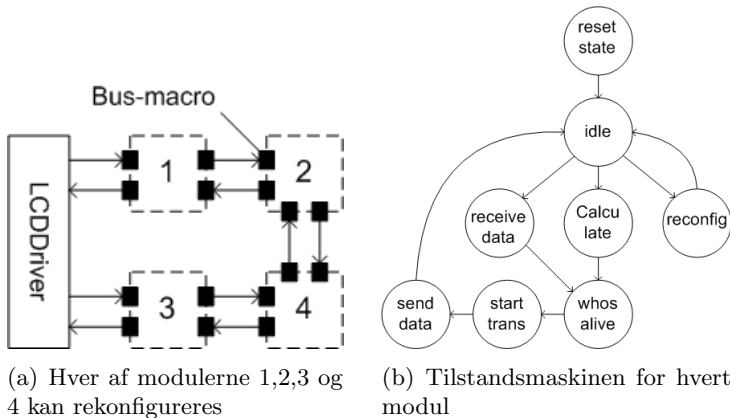 Bus-macro
LCDDriver
1
2
3
4
(a) Hver af modulerne 1,2,3 og
4 kan rekonfigureres
reset
state
idle
receive
data
Calcu
late
reconfig
send
data
start
trans
whos
alive
(b) Tilstandsmaskinen for hvert
modul